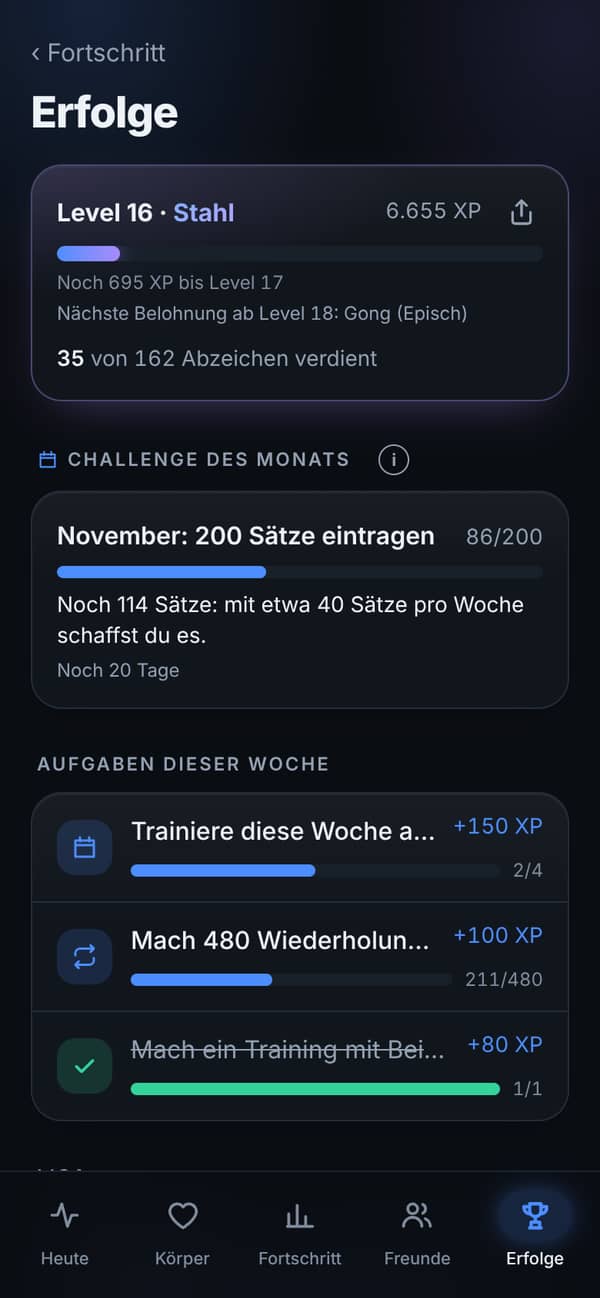 ‹ Fortschritt
Erfolge
Level 16 · Stahl 6.655 XP
Noch 695 XP bis Level 17
Nächste Belohnung ab Level 18: Gong (Episch)
35 von 162 Abzeichen verdient
CHALLENGE DES MONATS i
November: 200 Sätze eintragen 86/200
Noch 114 Sätze: mit etwa 40 Sätze pro Woche
schaffst du es.
Noch 20 Tage
AUFGABEN DIESER WOCHE
Trainiere diese Woche a... +150 XP
2/4
Mach 480 Wiederholun... +100 XP
211/480
Mach ein Training mit Bei... +80 XP
1/1
Heute Körper Fortschritt Freunde Erfolge